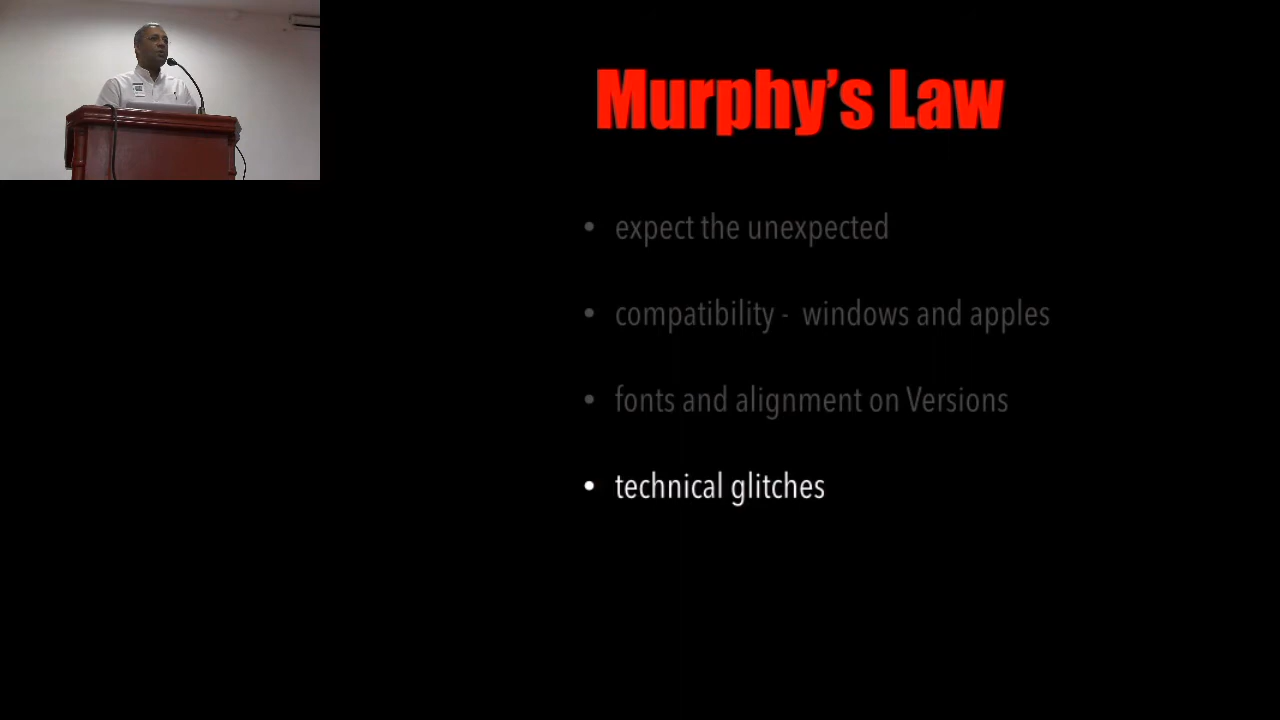 Murphy's Law
• expect the unexpected
• compatibility -  windows and apples
• fonts and alignment on Versions
• technical glitches